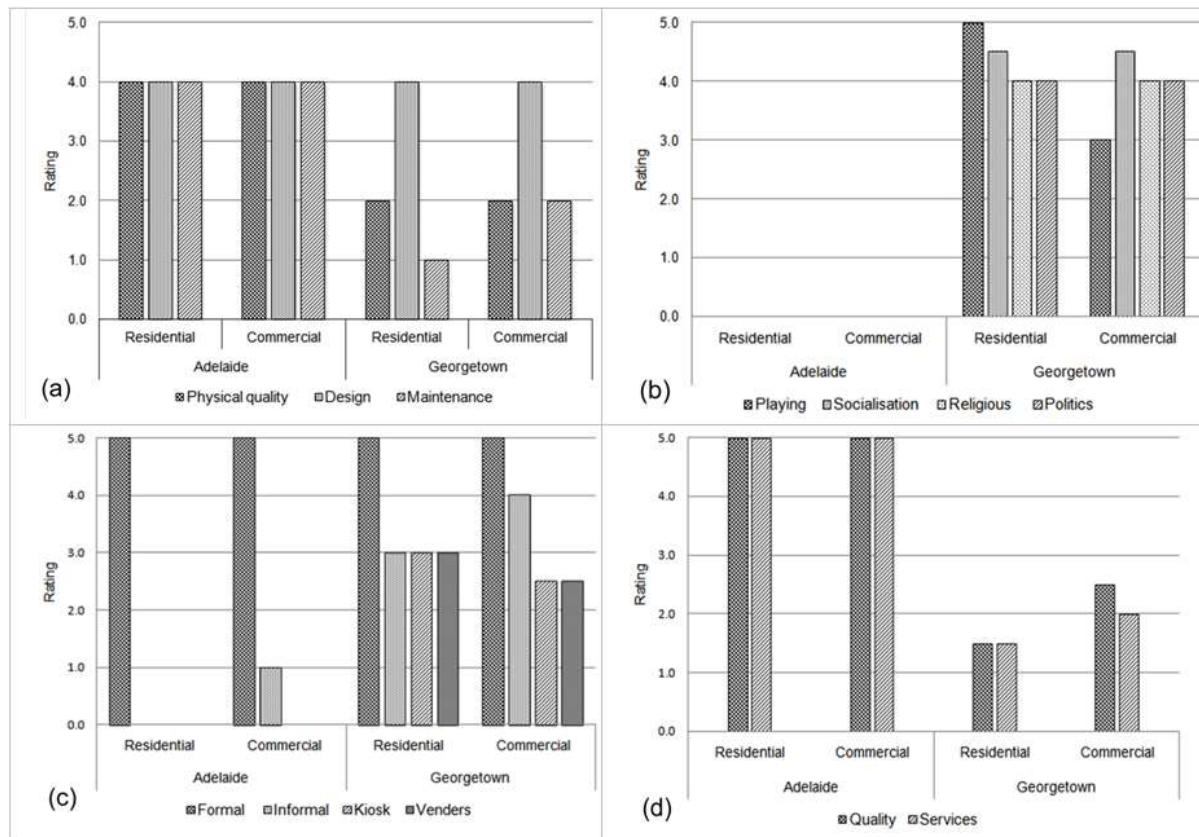 5.0
4.0
3.0
2.0
1.0
0.0
Rating
Residential Commercial Residential Commercial
Adelaide Georgetown
(a)
Physical quality Design Maintenance
5.0
4.0
3.0
2.0
1.0
0.0
Rating
Residential Commercial Residential Commercial
Adelaide Georgetown
(b)
Playing Socialisation Religious Politics
5.0
4.0
3.0
2.0
1.0
0.0
Rating
Residential Commercial Residential Commercial
Adelaide Georgetown
(c)
Formal Informal Kiosk Venders
5.0
4.0
3.0
2.0
1.0
0.0
Rating
Residential Commercial Residential Commercial
Adelaide Georgetown
(d)
Quality Services